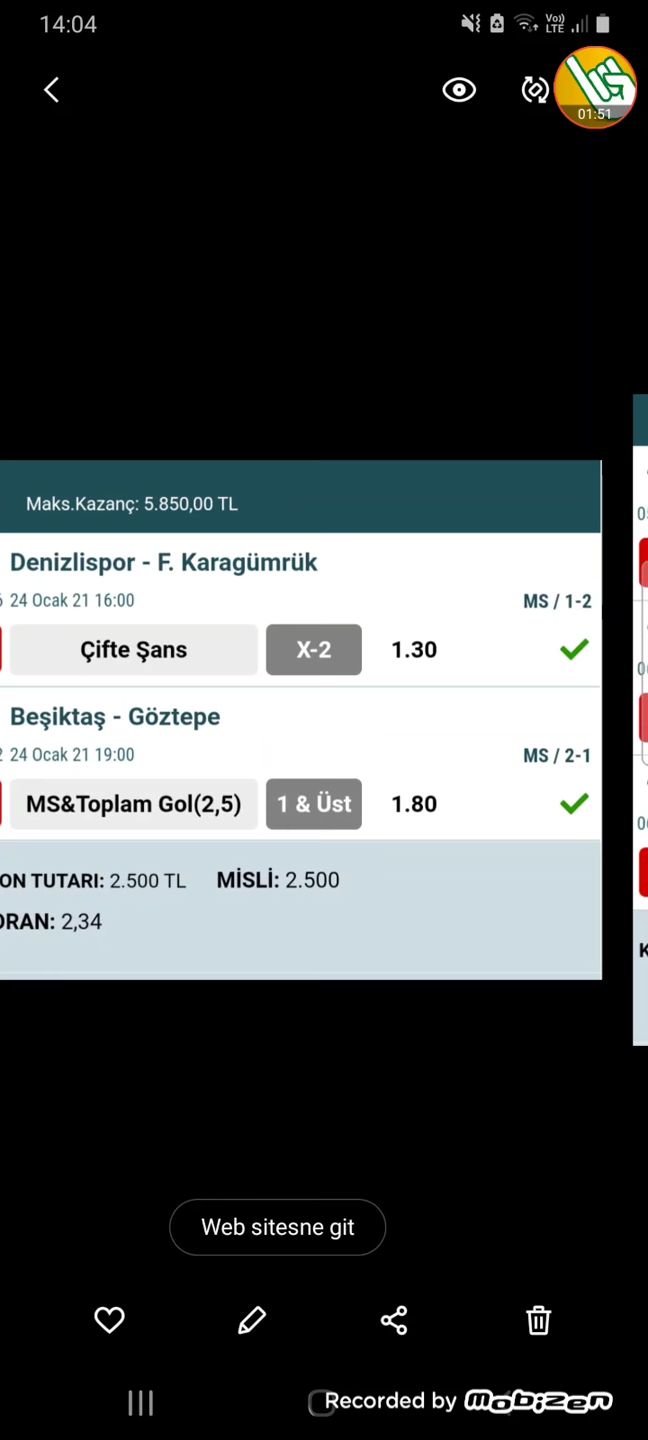 14:04
Vo))
LTE
01:51
Maks.Kazanç: 5.850,00 TL
Denizlispor - F. Karagümrük
24 Ocak 21 16:00
MS / 1-2
Çifte Şans X-2 1.30
Beşiktaş - Göztepe
24 Ocak 21 19:00
MS / 2-1
MS&Toplam Gol(2,5) 1 & Üst 1.80
ON TUTARI: 2.500 TL MİSLİ: 2.500
ORAN: 2,34
Web sitesne git
Recorded by mobizen